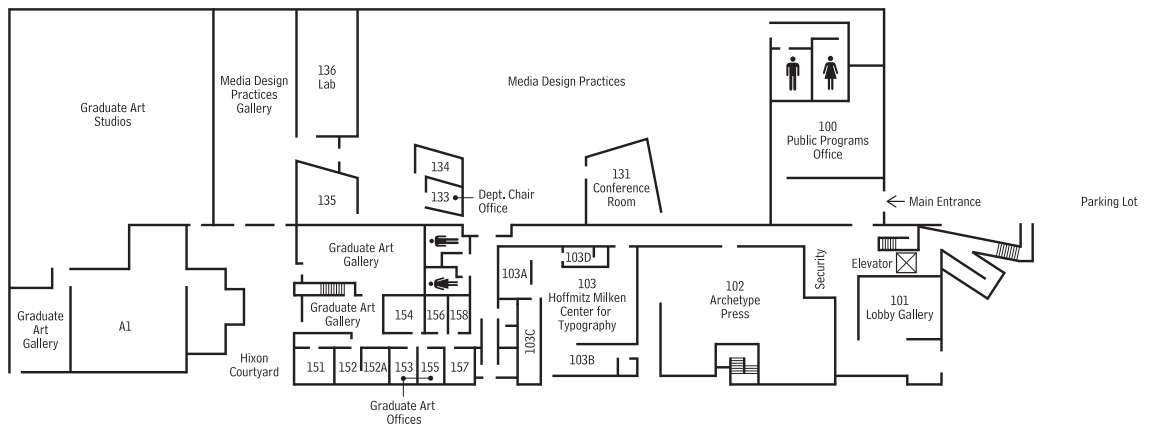 Graduate Art
Studios
Media Design
Practices
Gallery
136
Lab
Media Design Practices
100
Public Programs
Office
134
133
Dept. Chair
Office
135
131
Conference
Room
Main Entrance
Parking Lot
Graduate Art
Gallery
103A
103D
103
Hoffmitz Milken
Center for
Typography
102
Archetype
Press
Security
Elevator
101
Lobby Gallery
Graduate
Art
Gallery
A1
Graduate Art
Gallery
154
156
158
103C
103B
Hixon
Courtyard
151
152
152A
153
155
157
Graduate Art
Offices